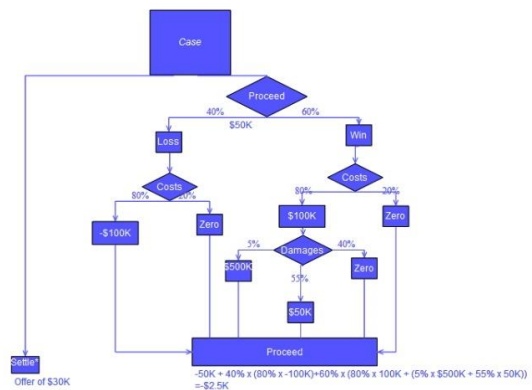 Case
Proceed
40% 60%
$50K
Loss Win
Costs Costs
80% 20% 80% 20%
-$100K Zero $100K Zero
5% Damages 40%
$500K Zero
55%
$50K
Proceed
Settle*
Offer of $30K
-50K + 40% x (80% x -100K)+60% x (80% x 100K + (5% x $500K + 55% x 50K))
=-$2.5K